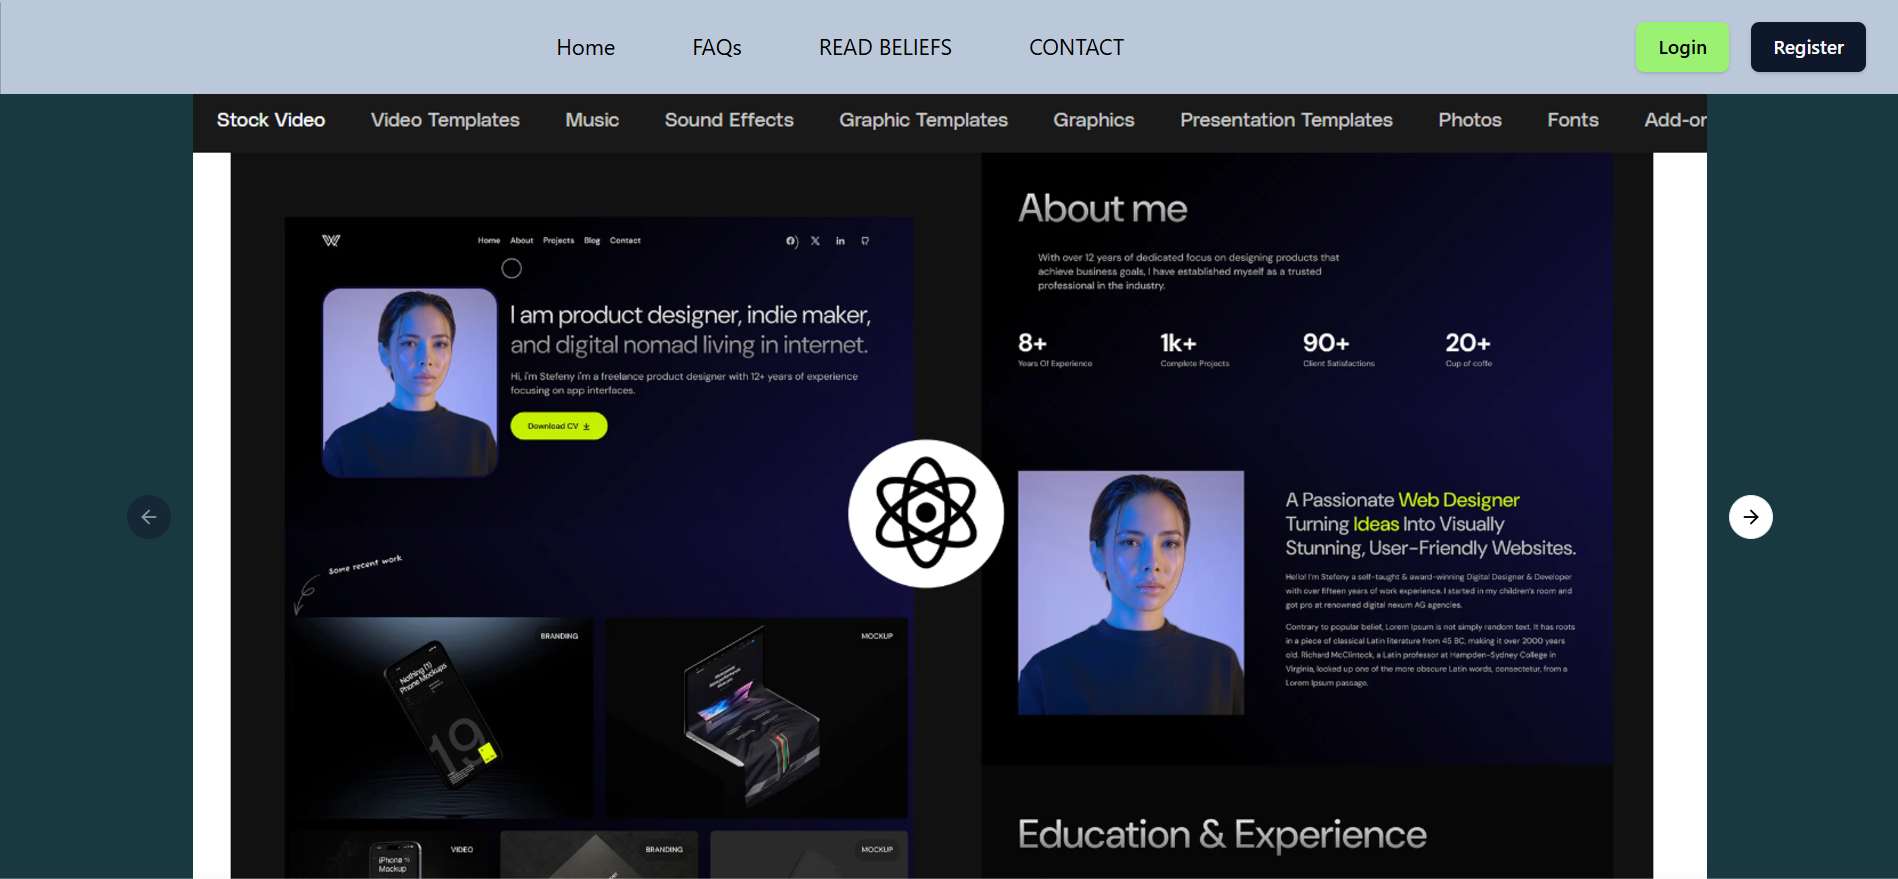 Home FAQs READ BELIEFS CONTACT Login Register
Stock Video Video Templates Music Sound Effects Graphic Templates Graphics Presentation Templates Photos Fonts Add-or
Home About Projects Blog Contact
I am product designer, indie maker,
and digital nomad living in internet.
Hi, i'm Stefeny i'm a freelance product designer with 12+ years of experience
focusing on app interfaces.
Download CV
Some recent work
BRANDING
Nothing (1)
Phone Mockups
19
MOCKUP
VIDEO
iPhone 15
Mockup
BRANDING
MOCKUP
About me
With over 12 years of dedicated focus on designing products that
achieve business goals, I have established myself as a trusted
professional in the industry.
8+ 1k+ 90+ 20+
Years Of Experience Complete Projects Client Satisfactions Cup of coffe
A Passionate Web Designer
Turning Ideas Into Visually
Stunning, User-Friendly Websites.
Hello! I'm Stefeny a self-taught & award-winning Digital Designer & Developer
with over fifteen years of work experience. I started in my children's room and
got pro at renowned digital nexum AG agencies.
Contrary to popular belief, Lorem Ipsum is not simply random text. It has roots
in a piece of classical Latin literature from 45 BC, making it over 2000 years
old. Richard McClintock, a Latin professor at Hampden-Sydney College in
Virginia, looked up one of the more obscure Latin words, consectetur, from a
Lorem Ipsum passage.
Education & Experience